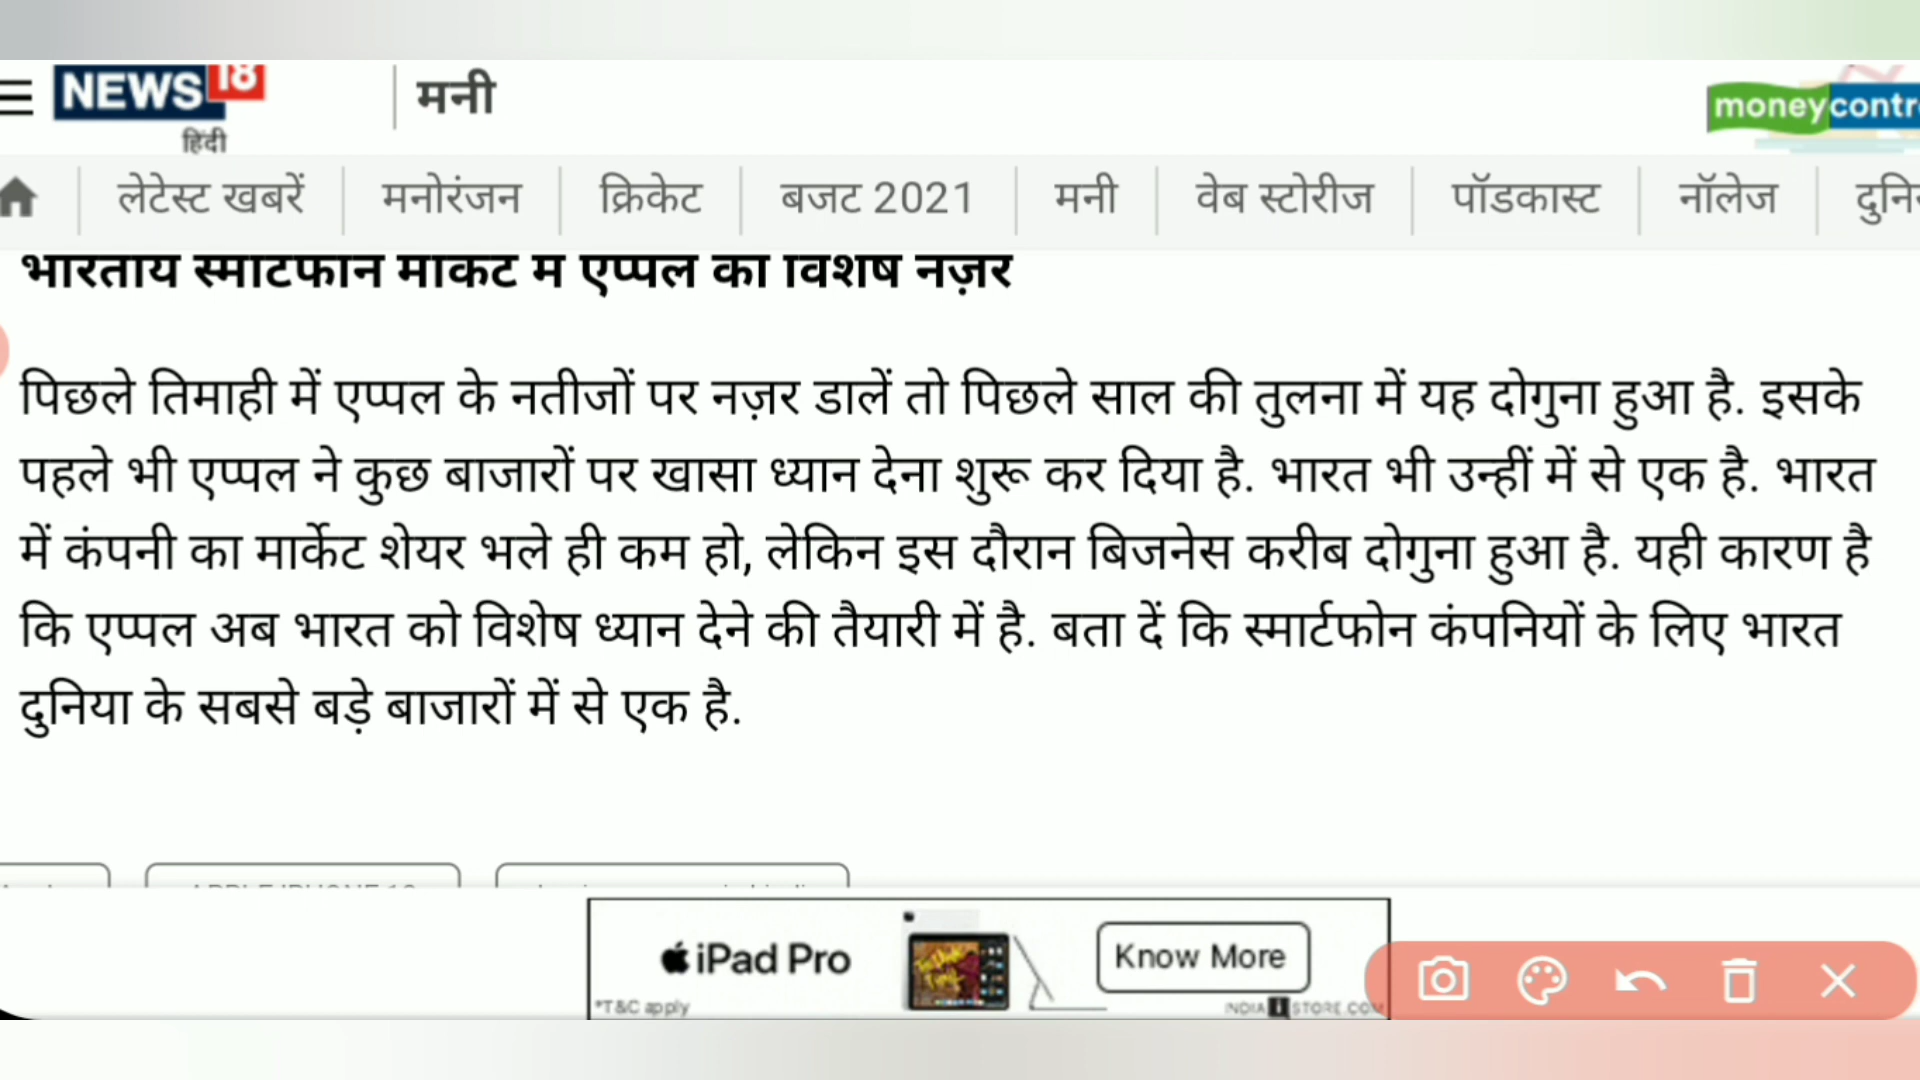 NEWS 18
हिंदी
मनी
moneycontr
लेटेस्ट खबरें
मनोरंजन
क्रिकेट
बजट 2021
मनी
वेब स्टोरीज
पॉडकास्ट
नॉलेज
भारतीय स्मार्टफोन मार्केट में एप्पल की विशेष नज़र
पिछले तिमाही में एप्पल के नतीजों पर नज़र डालें तो पिछले साल की तुलना में यह दोगुना हुआ है. इसके
पहले भी एप्पल ने कुछ बाजारों पर खासा ध्यान देना शुरू कर दिया है. भारत भी उन्हीं में से एक है. भारत
में कंपनी का मार्केट शेयर भले ही कम हो, लेकिन इस दौरान बिजनेस करीब दोगुना हुआ है. यही कारण है
कि एप्पल अब भारत को विशेष ध्यान देने की तैयारी में है. बता दें कि स्मार्टफोन कंपनियों के लिए भारत
दुनिया के सबसे बड़े बाजारों में से एक है.
iPad Pro
Know More
*T&C apply
INDIA iSTORE.COM